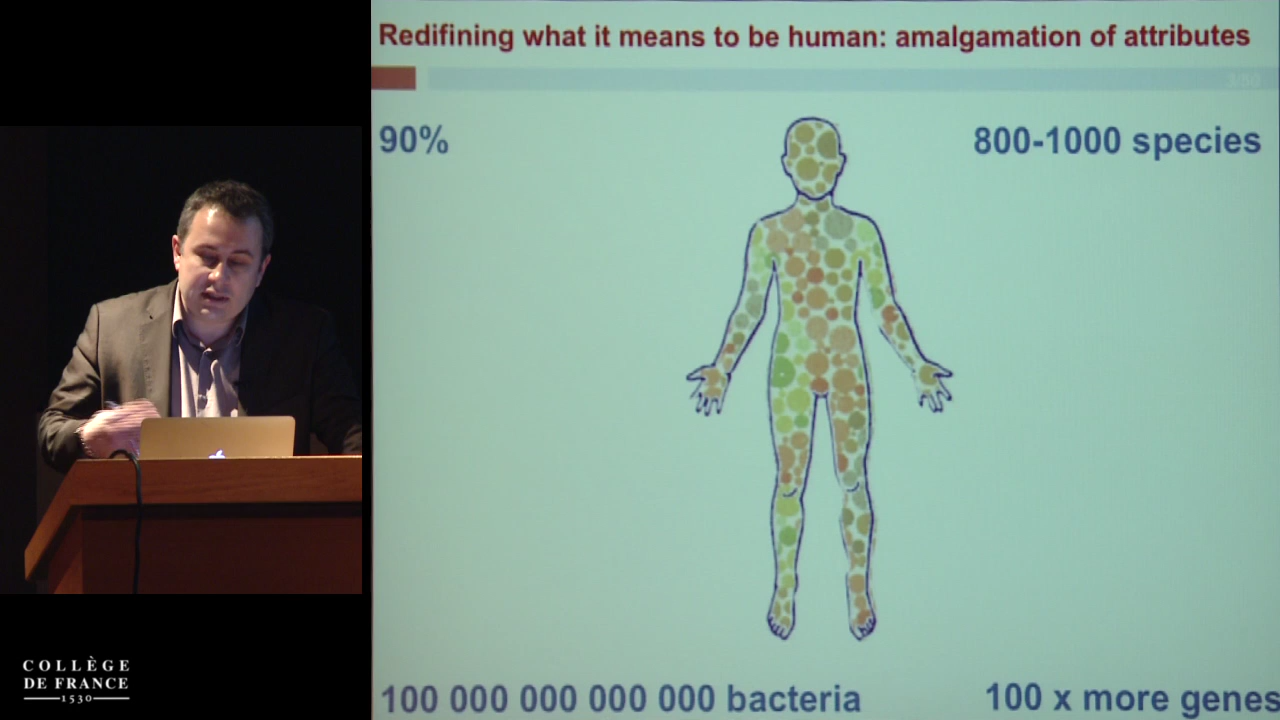 Redifining what it means to be human: amalgamation of attributes
90%
800-1000 species
100 000 000 000 000 bacteria
100 x more genes
COLLÈGE
DE FRANCE
1530